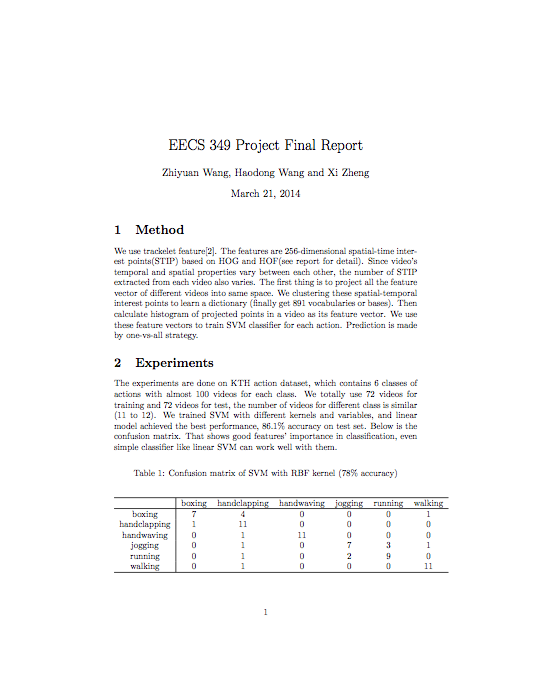 EECS 349 Project Final Report
Zhiyuan Wang, Haodong Wang and Xi Zheng
March 21, 2014
1 Method
We use trackelet feature[2]. The features are 256-dimensional spatial-time inter-
est points(STIP) based on HOG and HOF(see report for detail). Since video's
temporal and spatial properties vary between each other, the number of STIP
extracted from each video also varies. The first thing is to project all the feature
vector of different videos into same space. We clustering these spatial-temporal
interest points to learn a dictionary (finally get 891 vocabularies or bases). Then
calculate histogram of projected points in a video as its feature vector. We use
these feature vectors to train SVM classifier for each action. Prediction is made
by one-vs-all strategy.
2 Experiments
The experiments are done on KTH action dataset, which contains 6 classes of
actions with almost 100 videos for each class. We totally use 72 videos for
training and 72 videos for test, the number of videos for different class is similar
(11 to 12). We trained SVM with different kernels and variables, and linear
model achieved the best performance, 86.1% accuracy on test set. Below is the
confusion matrix. That shows good features' importance in classification, even
simple classifier like linear SVM can work well with them.
Table 1: Confusion matrix of SVM with RBF kernel (78% accuracy)
boxing handclapping handwaving jogging running walking
boxing 7 4 0 0 0 1
handclapping 1 11 0 0 0 0
handwaving 0 1 11 0 0 0
jogging 0 1 0 7 3 1
running 0 1 0 2 9 0
walking 0 1 0 0 0 11
1